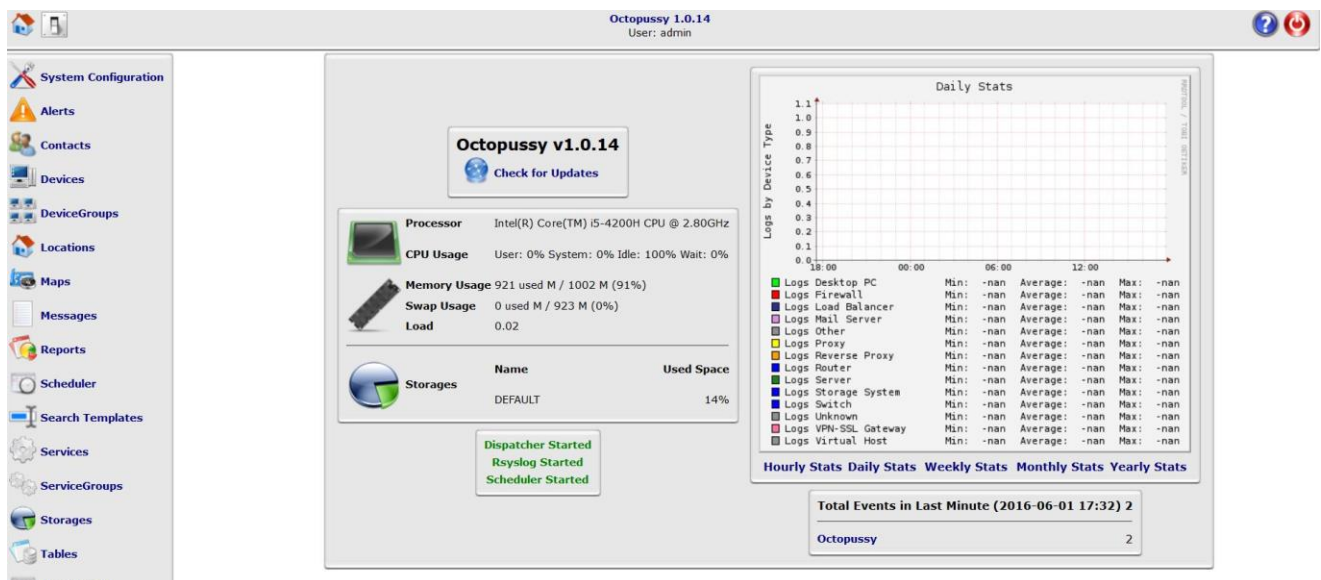 Octopussy 1.0.14
User: admin
System Configuration
Alerts
Contacts
Devices
DeviceGroups
Locations
Maps
Messages
Reports
Scheduler
Search Templates
Services
ServiceGroups
Storages
Tables
Octopussy v1.0.14
Check for Updates
Processor Intel(R) Core(TM) i5-4200H CPU @ 2.80GHz
CPU Usage User: 0% System: 0% Idle: 100% Wait: 0%
Memory Usage 921 used M / 1002 M (91%)
Swap Usage 0 used M / 923 M (0%)
Load 0.02
Storages Name Used Space
DEFAULT 14%
Dispatcher Started
Rsyslog Started
Scheduler Started
Daily Stats
RRDTOOL / TOBI OETIKER
Logs by Device Type
1.1
1.0
0.9
0.8
0.7
0.6
0.5
0.4
0.3
0.2
0.1
0.0
18:00 00:00 06:00 12:00
Logs Desktop PC Min: -nan Average: -nan Max: -nan
Logs Firewall Min: -nan Average: -nan Max: -nan
Logs Load Balancer Min: -nan Average: -nan Max: -nan
Logs Mail Server Min: -nan Average: -nan Max: -nan
Logs Other Min: -nan Average: -nan Max: -nan
Logs Proxy Min: -nan Average: -nan Max: -nan
Logs Reverse Proxy Min: -nan Average: -nan Max: -nan
Logs Router Min: -nan Average: -nan Max: -nan
Logs Server Min: -nan Average: -nan Max: -nan
Logs Storage System Min: -nan Average: -nan Max: -nan
Logs Switch Min: -nan Average: -nan Max: -nan
Logs Unknown Min: -nan Average: -nan Max: -nan
Logs VPN-SSL Gateway Min: -nan Average: -nan Max: -nan
Logs Virtual Host Min: -nan Average: -nan Max: -nan
Hourly Stats Daily Stats Weekly Stats Monthly Stats Yearly Stats
Total Events in Last Minute (2016-06-01 17:32) 2
Octopussy 2